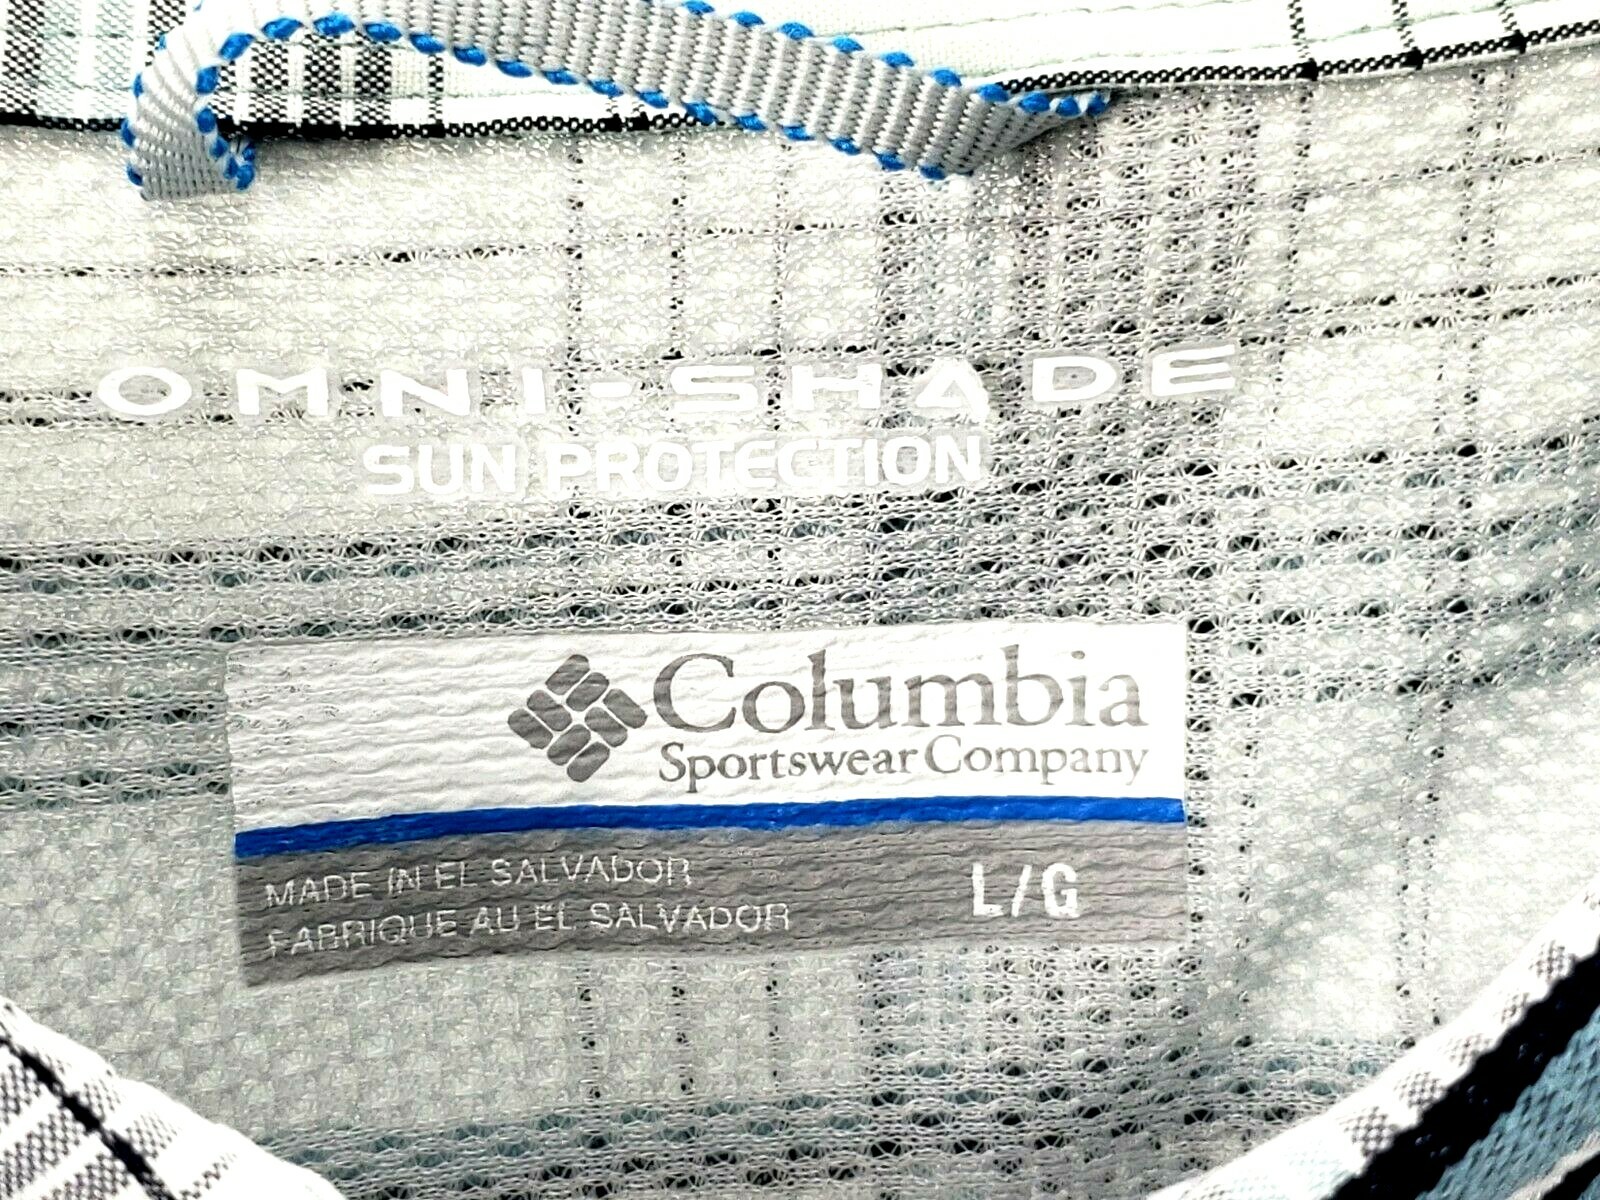 OMNI-SHADE
SUN PROTECTION
Columbia
Sportswear Company
MADE IN EL SALVADOR
FABRIQUE AU EL SALVADOR
L/G